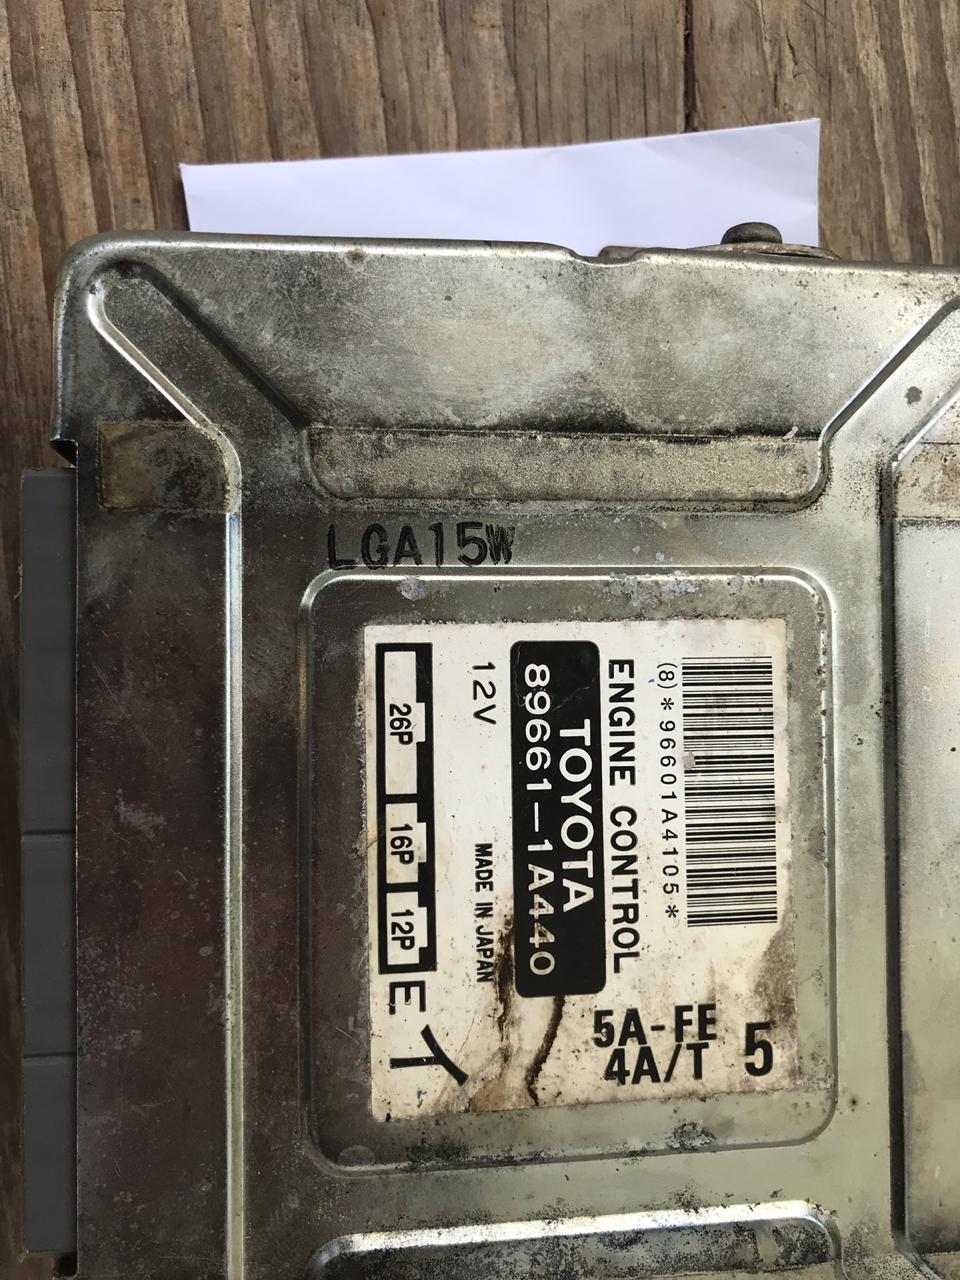 LGA15W
(8)*96601A4105*
ENGINE CONTROL
TOYOTA
89661-1A440
12V
MADE IN JAPAN
26P
16P
12P
E
イ
5A-FE
4A/T
5